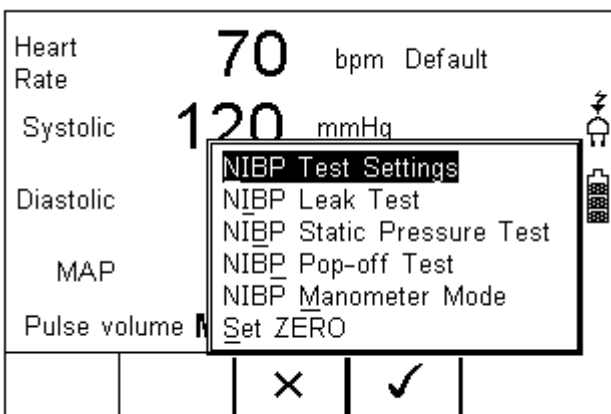 Heart Rate 70 bpm Default
Systolic 120 mmHg
Diastolic
MAP
Pulse volume
NIBP Test Settings
NIBP Leak Test
NIBP Static Pressure Test
NIBP Pop-off Test
NIBP Manometer Mode
Set ZERO